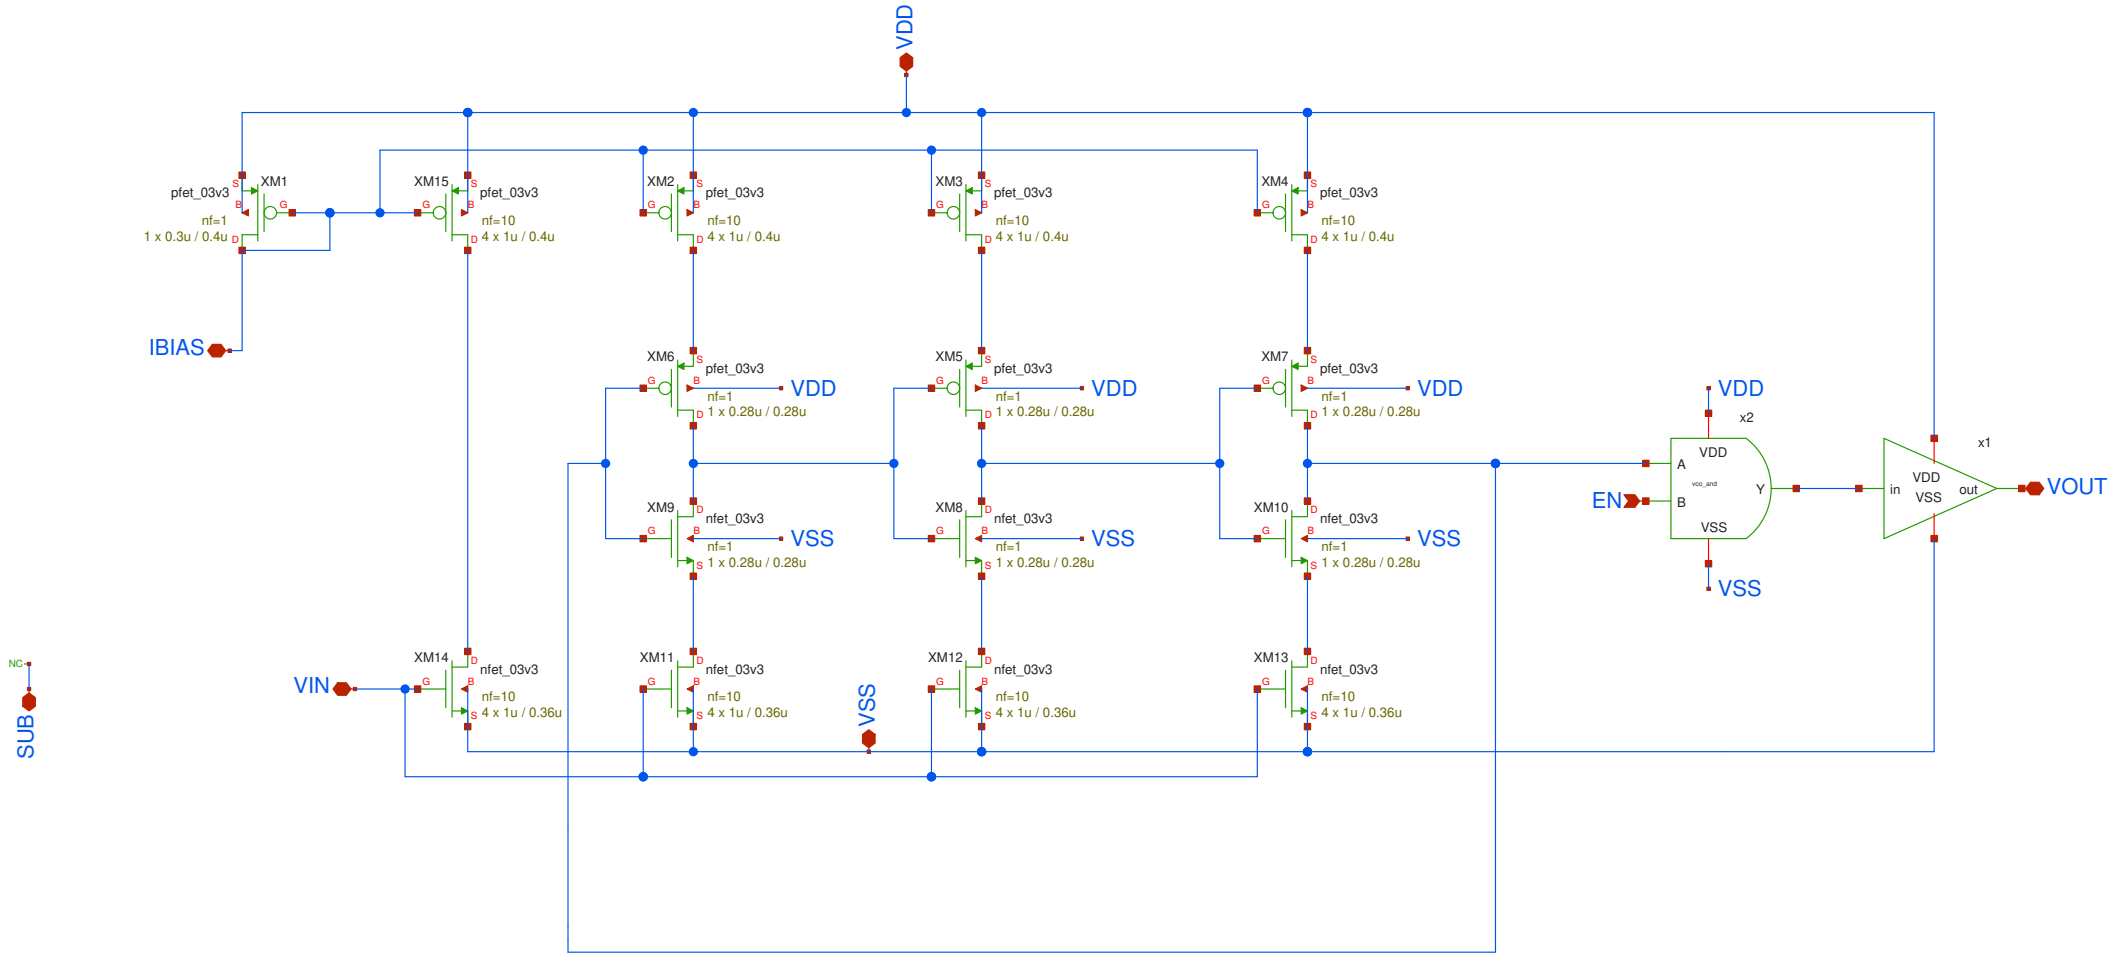 VDD
S
XM1
pfet_03v3
B
G
nf=1
1 x 0.3u / 0.4u
D
XM15
S
pfet_03v3
G
B
nf=10
4 x 1u / 0.4u
D
XM2
S
pfet_03v3
G
B
nf=10
4 x 1u / 0.4u
D
XM3
S
pfet_03v3
G
B
nf=10
4 x 1u / 0.4u
D
XM4
S
pfet_03v3
G
B
nf=10
4 x 1u / 0.4u
D
IBIAS
XM6
S
pfet_03v3
G
B
VDD
nf=1
1 x 0.28u / 0.28u
D
XM5
S
pfet_03v3
G
B
VDD
nf=1
1 x 0.28u / 0.28u
D
XM7
S
pfet_03v3
G
B
VDD
nf=1
1 x 0.28u / 0.28u
D
VDD
x2
VDD
A
vco_and
Y
EN
B
VSS
VSS
x1
VDD
in
out
VSS
VOUT
XM9
D
nfet_03v3
G
B
VSS
nf=1
1 x 0.28u / 0.28u
S
XM8
D
nfet_03v3
G
B
VSS
nf=1
1 x 0.28u / 0.28u
S
XM10
D
nfet_03v3
G
B
VSS
nf=1
1 x 0.28u / 0.28u
S
NC
SUB
VIN
XM14
D
nfet_03v3
G
B
nf=10
4 x 1u / 0.36u
S
XM11
D
nfet_03v3
G
B
nf=10
4 x 1u / 0.36u
S
VSS
XM12
D
nfet_03v3
G
B
nf=10
4 x 1u / 0.36u
S
XM13
D
nfet_03v3
G
B
nf=10
4 x 1u / 0.36u
S